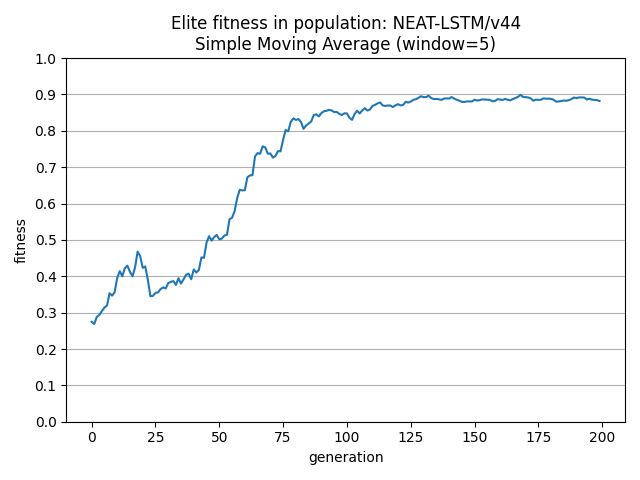 Elite fitness in population: NEAT-LSTM/v44
Simple Moving Average (window=5)
1.0
0.9
0.8
0.7
0.6
0.5
0.4
0.3
0.2
0.1
0.0
fitness
0 25 50 75 100 125 150 175 200
generation